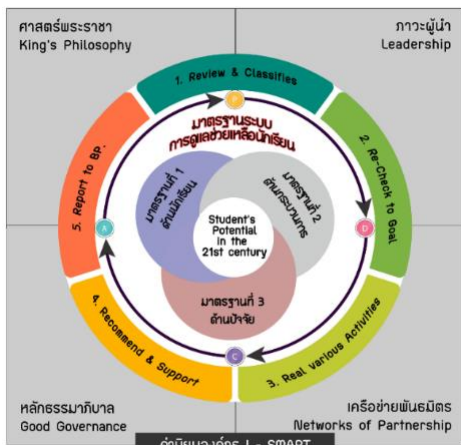 ศาสตร์พระราชา
King's Philosophy
ภาวะผู้นำ
Leadership
1. Review & Classifies
P
มาตรฐานระบบ
การดูแลช่วยเหลือนักเรียน
5. Report to BP.
2. Re-Check to Goal
มาตรฐานที่ 1
ด้านนักเรียน
มาตรฐานที่ 2
ด้านกระบวนการ
Student's
Potential
in the
21st century
A
D
มาตรฐานที่ 3
ด้านปัจจัย
4. Recommend & Support
C
3. Real various Activities
หลักธรรมาภิบาล
Good Governance
เครือข่ายพันธมิตร
Networks of Partnership
SMART